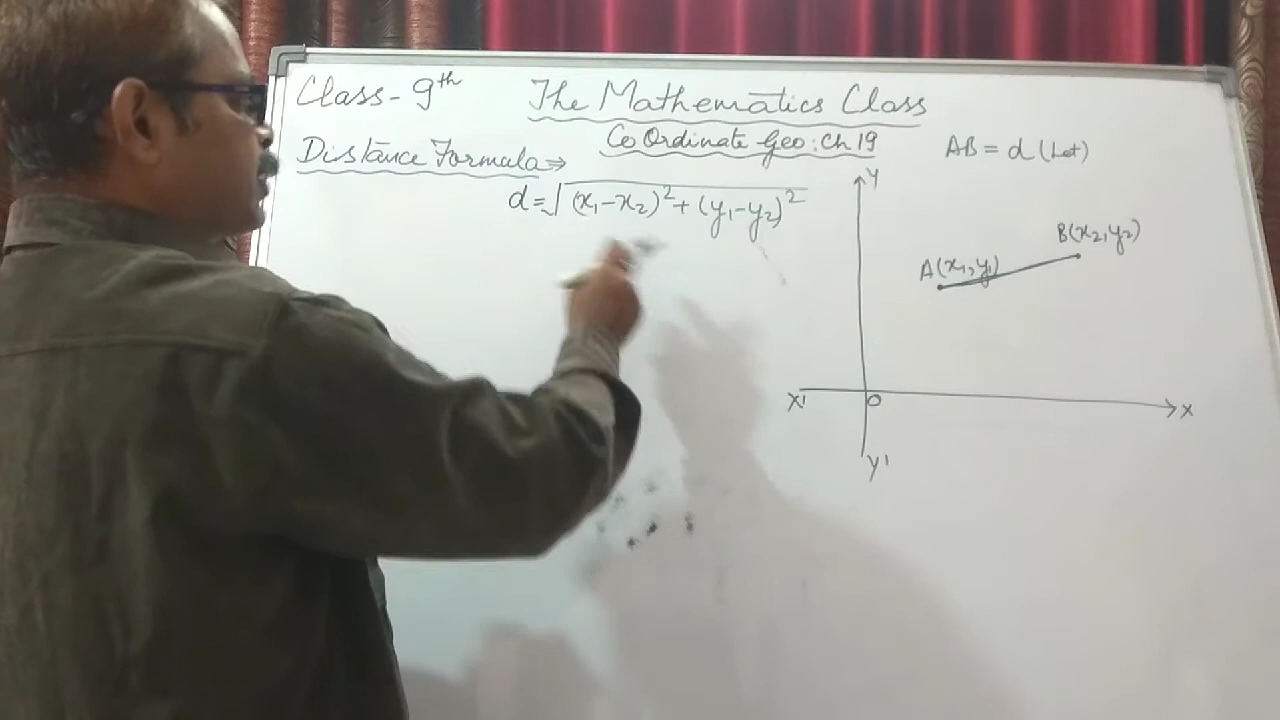 Class - 9th
The Mathematics Class
Co Ordinate Geo: Ch 19
Distance Formula ⇒
d = √(x₁ - x₂)² + (y₁ - y₂)²
AB = d (Let)
Y
B(x₂, y₂)
A(x₁, y₁)
X' O X
Y'